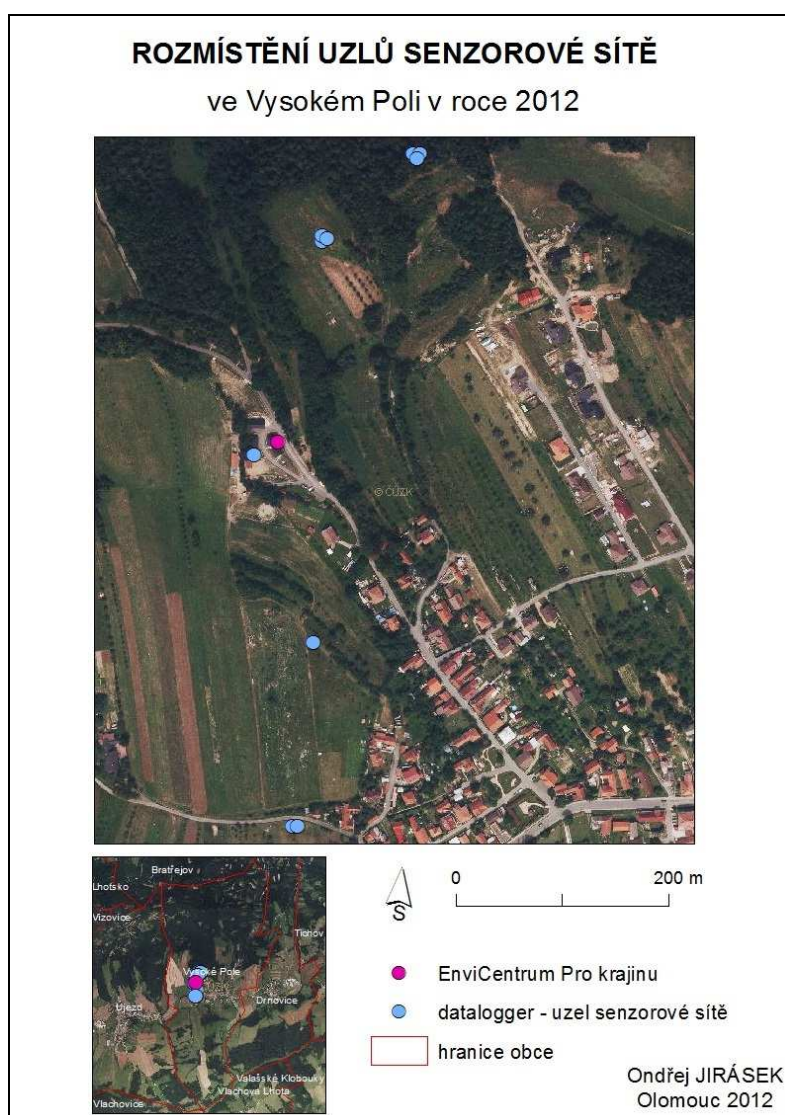 ROZMÍSTĚNÍ UZLŮ SENZOROVÉ SÍTĚ
ve Vysokém Poli v roce 2012
© ČÚZK
Bratřejov
Lhotsko
Vizovice
Tichov
Vysoké Pole
Újezd
Drnovice
Valašské Klobouky
Vlachova Lhota
Vlachovice
S
0 200 m
EnviCentrum Pro krajinu
datalogger - uzel senzorové sítě
hranice obce
Ondřej JIRÁSEK
Olomouc 2012